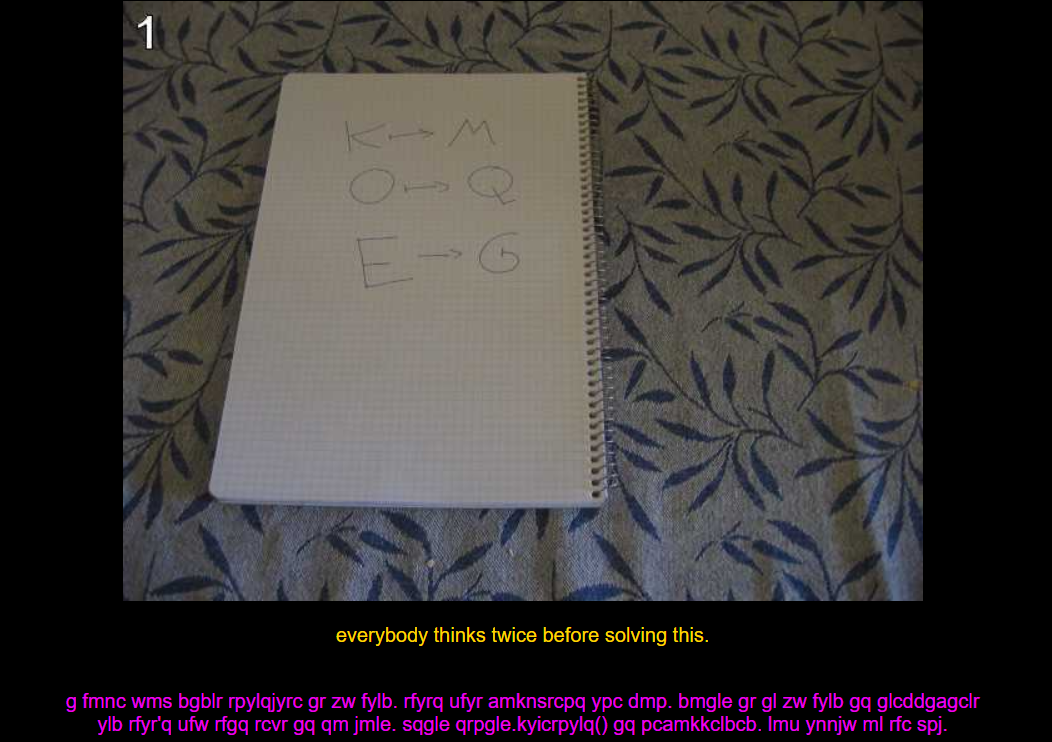 1
K → M
O → Q
E → G
everybody thinks twice before solving this.
g fmnc wms bgblr rpylqjyrc gr zw fylb. rfyrq ufyr amknsrcpq ypc dmp. bmgle gr gl zw fylb gq glcddgagclr
ylb rfyr'q ufw rfgq rcvr gq qm jmle. sqgle qrpgle.kyicrpylq() gq pcamkkclbcb. lmu ynnjw ml rfc spj.